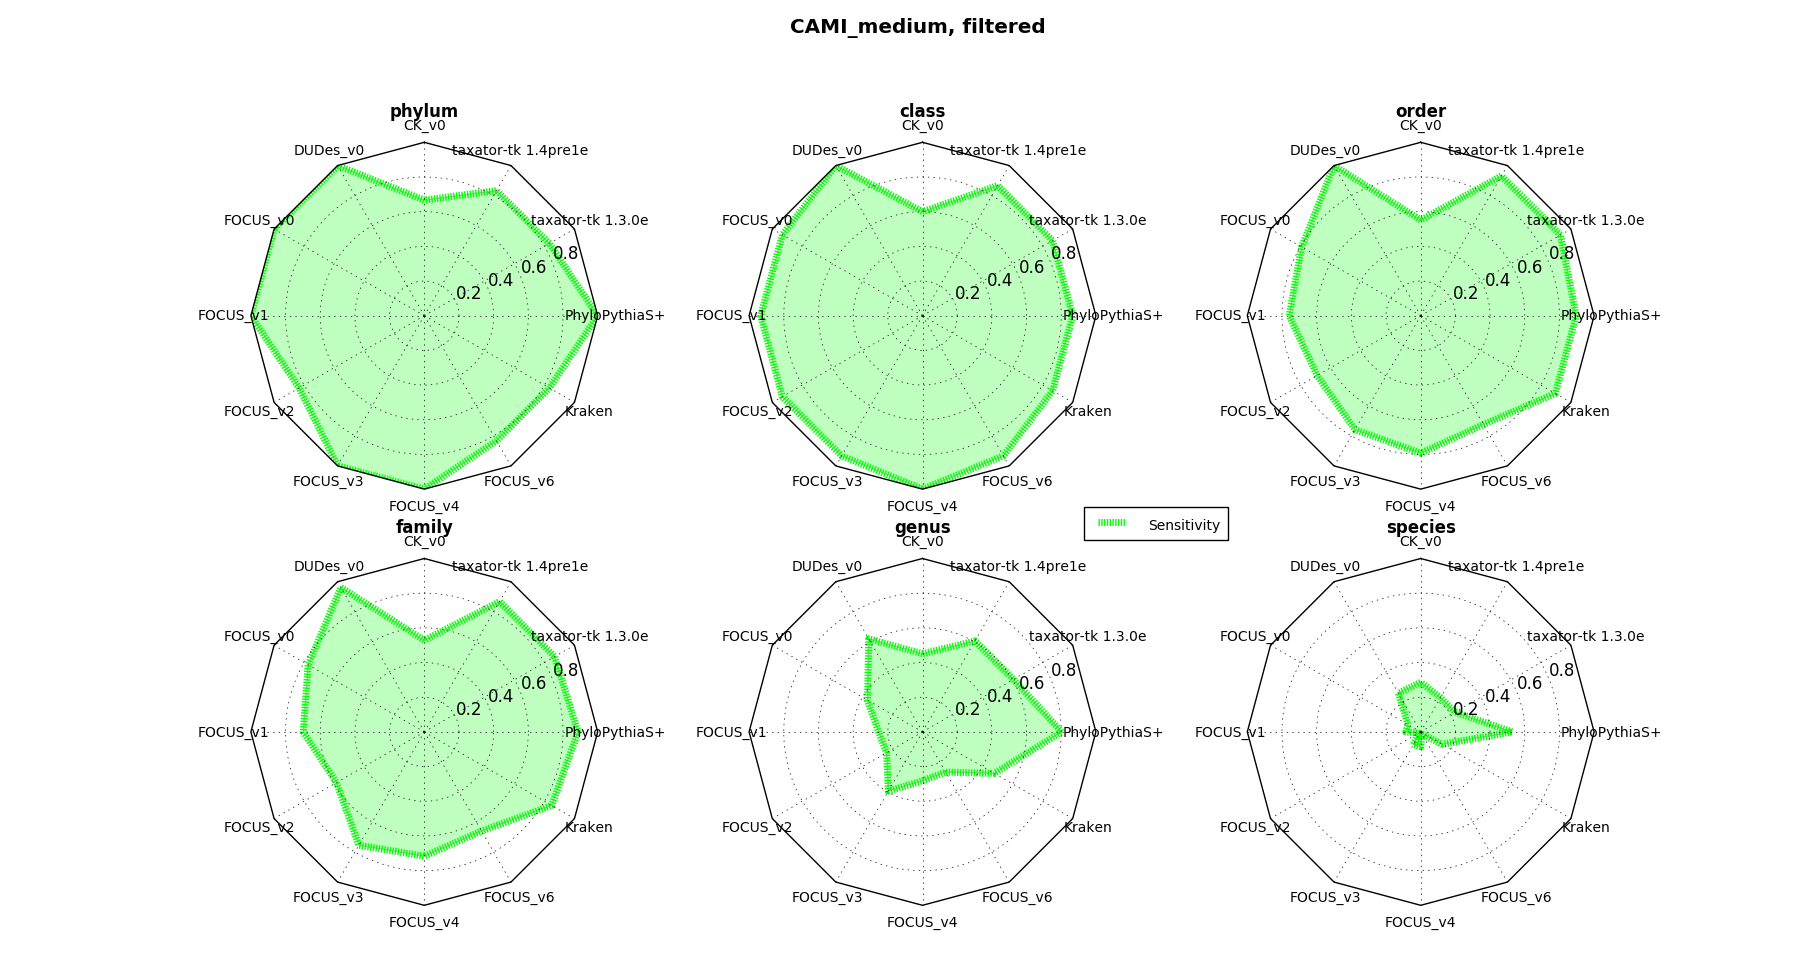 CAMI_medium, filtered
phylum
CK_v0
DUDes_v0
taxator-tk 1.4pre1e
FOCUS_v0
taxator-tk 1.3.0e
0.8
0.6
0.4
0.2
FOCUS_v1
PhyloPythiaS+
FOCUS_v2
Kraken
FOCUS_v3
FOCUS_v6
FOCUS_v4
class
CK_v0
DUDes_v0
taxator-tk 1.4pre1e
FOCUS_v0
taxator-tk 1.3.0e
0.8
0.6
0.4
0.2
FOCUS_v1
PhyloPythiaS+
FOCUS_v2
Kraken
FOCUS_v3
FOCUS_v6
FOCUS_v4
order
CK_v0
DUDes_v0
taxator-tk 1.4pre1e
FOCUS_v0
taxator-tk 1.3.0e
0.8
0.6
0.4
0.2
FOCUS_v1
PhyloPythiaS+
FOCUS_v2
Kraken
FOCUS_v3
FOCUS_v6
FOCUS_v4
Sensitivity
family
CK_v0
DUDes_v0
taxator-tk 1.4pre1e
FOCUS_v0
taxator-tk 1.3.0e
0.8
0.6
0.4
0.2
FOCUS_v1
PhyloPythiaS+
FOCUS_v2
Kraken
FOCUS_v3
FOCUS_v6
FOCUS_v4
genus
CK_v0
DUDes_v0
taxator-tk 1.4pre1e
FOCUS_v0
taxator-tk 1.3.0e
0.8
0.6
0.4
0.2
FOCUS_v1
PhyloPythiaS+
FOCUS_v2
Kraken
FOCUS_v3
FOCUS_v6
FOCUS_v4
species
CK_v0
DUDes_v0
taxator-tk 1.4pre1e
FOCUS_v0
taxator-tk 1.3.0e
0.8
0.6
0.4
0.2
FOCUS_v1
PhyloPythiaS+
FOCUS_v2
Kraken
FOCUS_v3
FOCUS_v6
FOCUS_v4